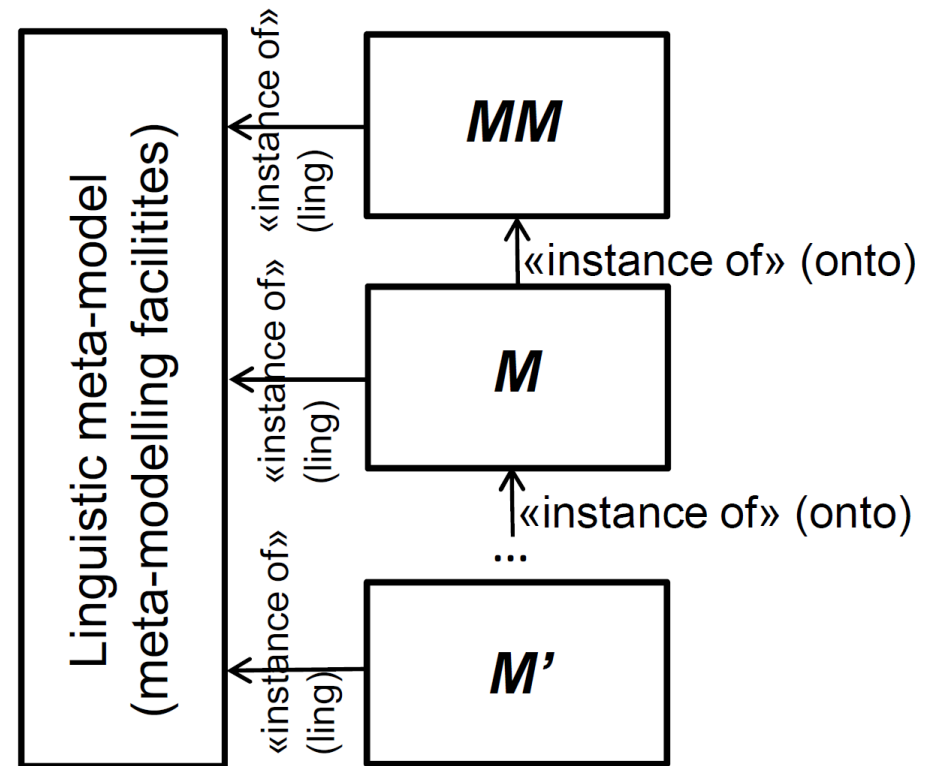 Linguistic meta-model
(meta-modelling facilitites)
«instance of»
(ling)
MM
«instance of» (onto)
«instance of»
(ling)
M
«instance of» (onto)
...
«instance of»
(ling)
M’